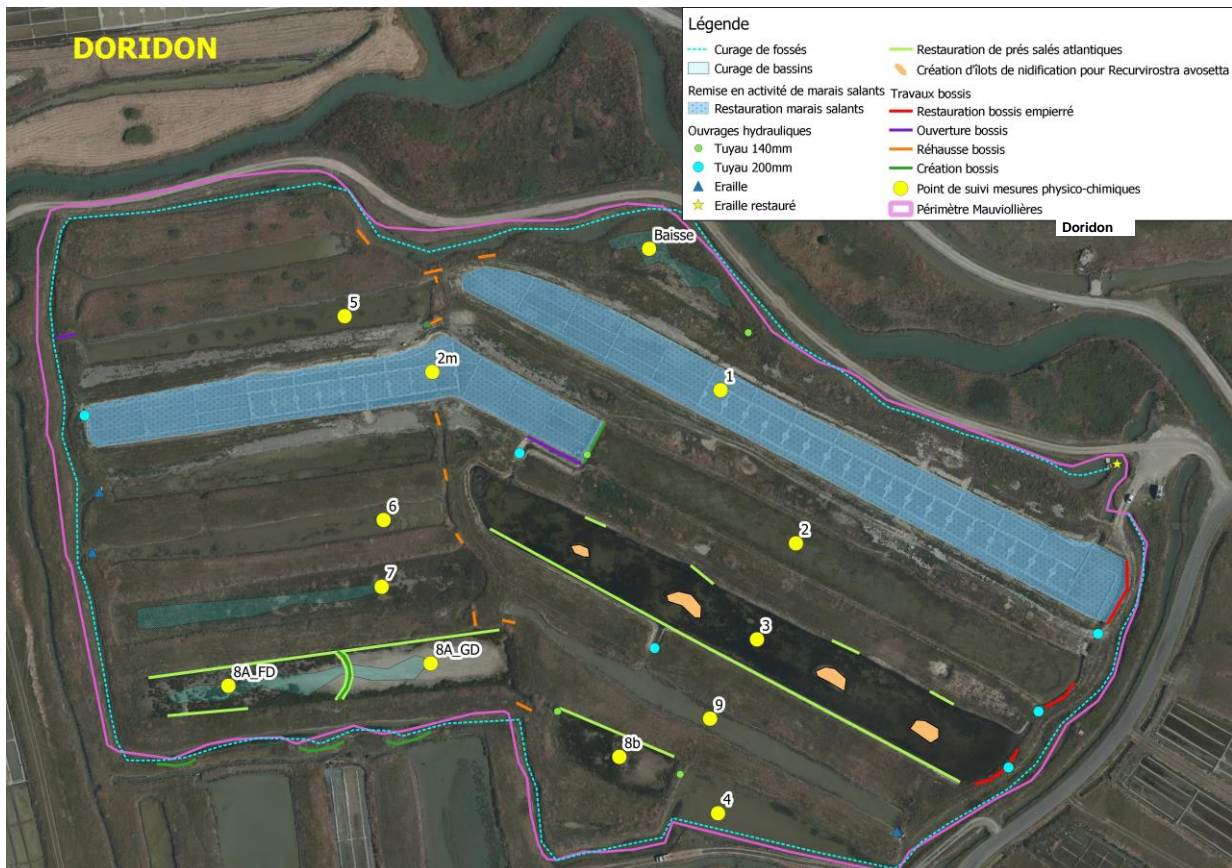 DORIDON
Légende
Curage de fossés
Curage de bassins
Remise en activité de marais salants
Restauration marais salants
Ouvrages hydrauliques
Tuyau 140mm
Tuyau 200mm
Eraille
Eraille restauré
Restauration de prés salés atlantiques
Création d'îlots de nidification pour Recurvirostra avosetta
Travaux bossis
Restauration bossis empierré
Ouverture bossis
Réhausse bossis
Création bossis
Point de suivi mesures physico-chimiques
Périmètre Mauviollières
Doridon
Baisse
5
2m
1
6
2
7
3
8A_GD
8A_FD
9
8b
4